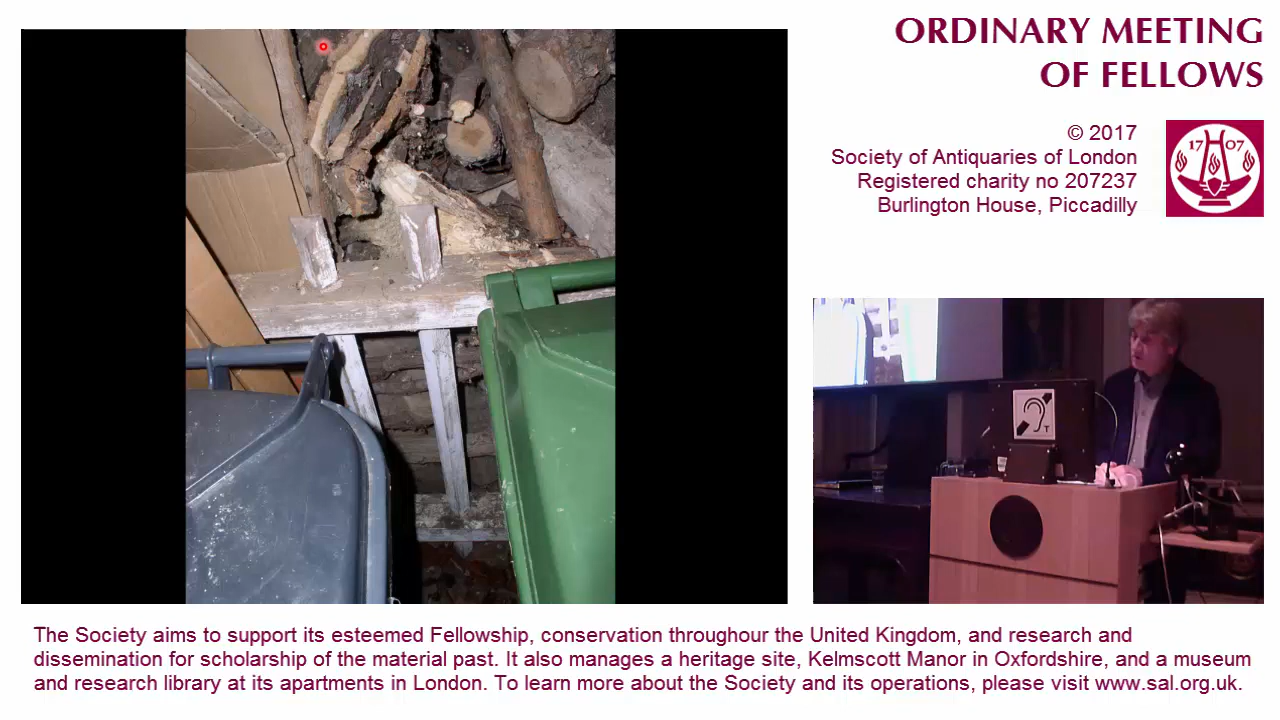 ORDINARY MEETING
OF FELLOWS
© 2017
Society of Antiquaries of London
Registered charity no 207237
Burlington House, Piccadilly
17 07
T
The Society aims to support its esteemed Fellowship, conservation throughour the United Kingdom, and research and
dissemination for scholarship of the material past. It also manages a heritage site, Kelmscott Manor in Oxfordshire, and a museum
and research library at its apartments in London. To learn more about the Society and its operations, please visit www.sal.org.uk.